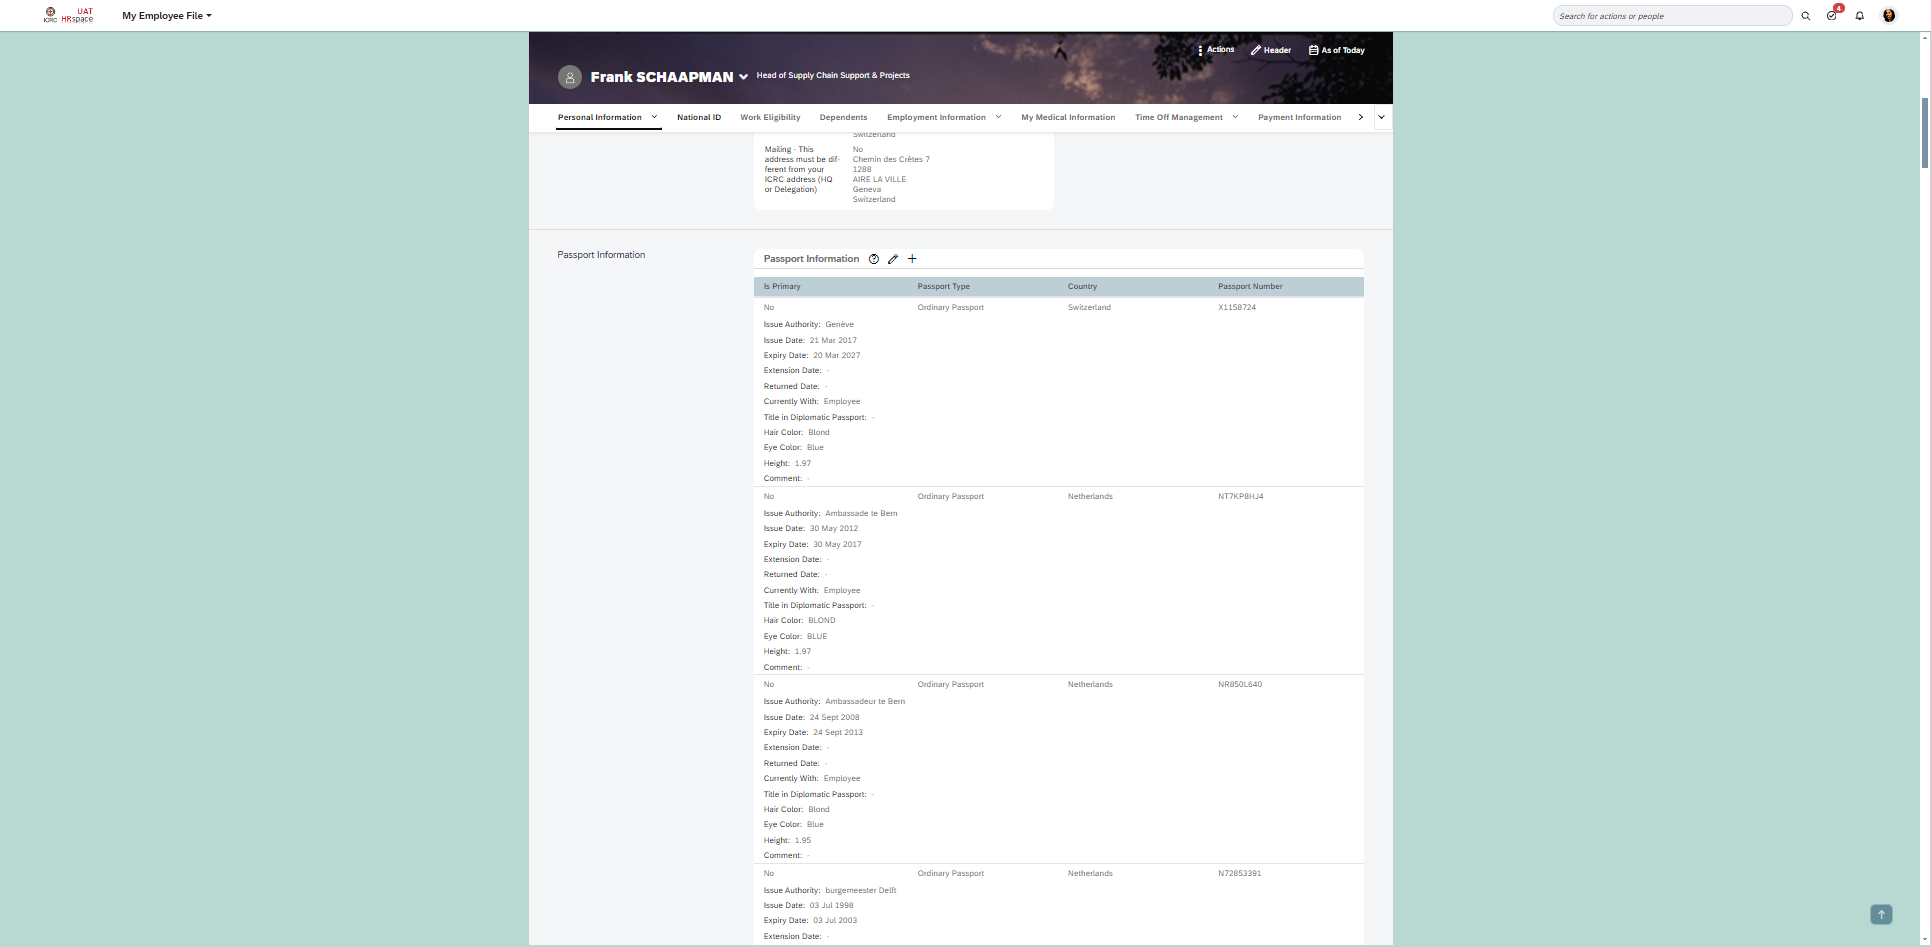 UAT
ICRC HRspace
My Employee File
Search for actions or people
4
Actions
Header
As of Today
Frank SCHAAPMAN
Head of Supply Chain Support & Projects
Personal Information
National ID
Work Eligibility
Dependents
Employment Information
My Medical Information
Time Off Management
Payment Information
Switzerland
Mailing - This address must be dif-
ferent from your
ICRC address (HQ
or Delegation)
No
Chemin des Crêtes 7
1288
AIRE LA VILLE
Geneva
Switzerland
Passport Information
Passport Information
Is Primary Passport Type Country Passport Number
No Ordinary Passport Switzerland X1158724
Issue Authority: Genève
Issue Date: 21 Mar 2017
Expiry Date: 20 Mar 2027
Extension Date: -
Returned Date: -
Currently With: Employee
Title in Diplomatic Passport: -
Hair Color: Blond
Eye Color: Blue
Height: 1.97
Comment: -
No Ordinary Passport Netherlands NT7KP8HJ4
Issue Authority: Ambassade te Bern
Issue Date: 30 May 2012
Expiry Date: 30 May 2017
Extension Date: -
Returned Date: -
Currently With: Employee
Title in Diplomatic Passport: -
Hair Color: BLOND
Eye Color: BLUE
Height: 1.97
Comment: -
No Ordinary Passport Netherlands NR850L640
Issue Authority: Ambassadeur te Bern
Issue Date: 24 Sept 2008
Expiry Date: 24 Sept 2013
Extension Date: -
Returned Date: -
Currently With: Employee
Title in Diplomatic Passport: -
Hair Color: Blond
Eye Color: Blue
Height: 1.95
Comment: -
No Ordinary Passport Netherlands N72853391
Issue Authority: burgemeester Delft
Issue Date: 03 Jul 1998
Expiry Date: 03 Jul 2003
Extension Date: -